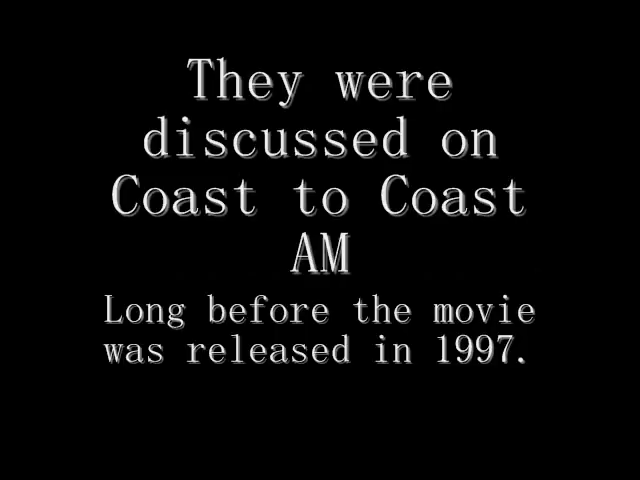 They were
discussed on
Coast to Coast
AM
Long before the movie
was released in 1997.